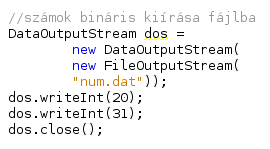 //számok bináris kiírása fájlba
DataOutputStream dos =
new DataOutputStream(
new FileOutputStream(
"num.dat"));
dos.writeInt(20);
dos.writeInt(31);
dos.close();